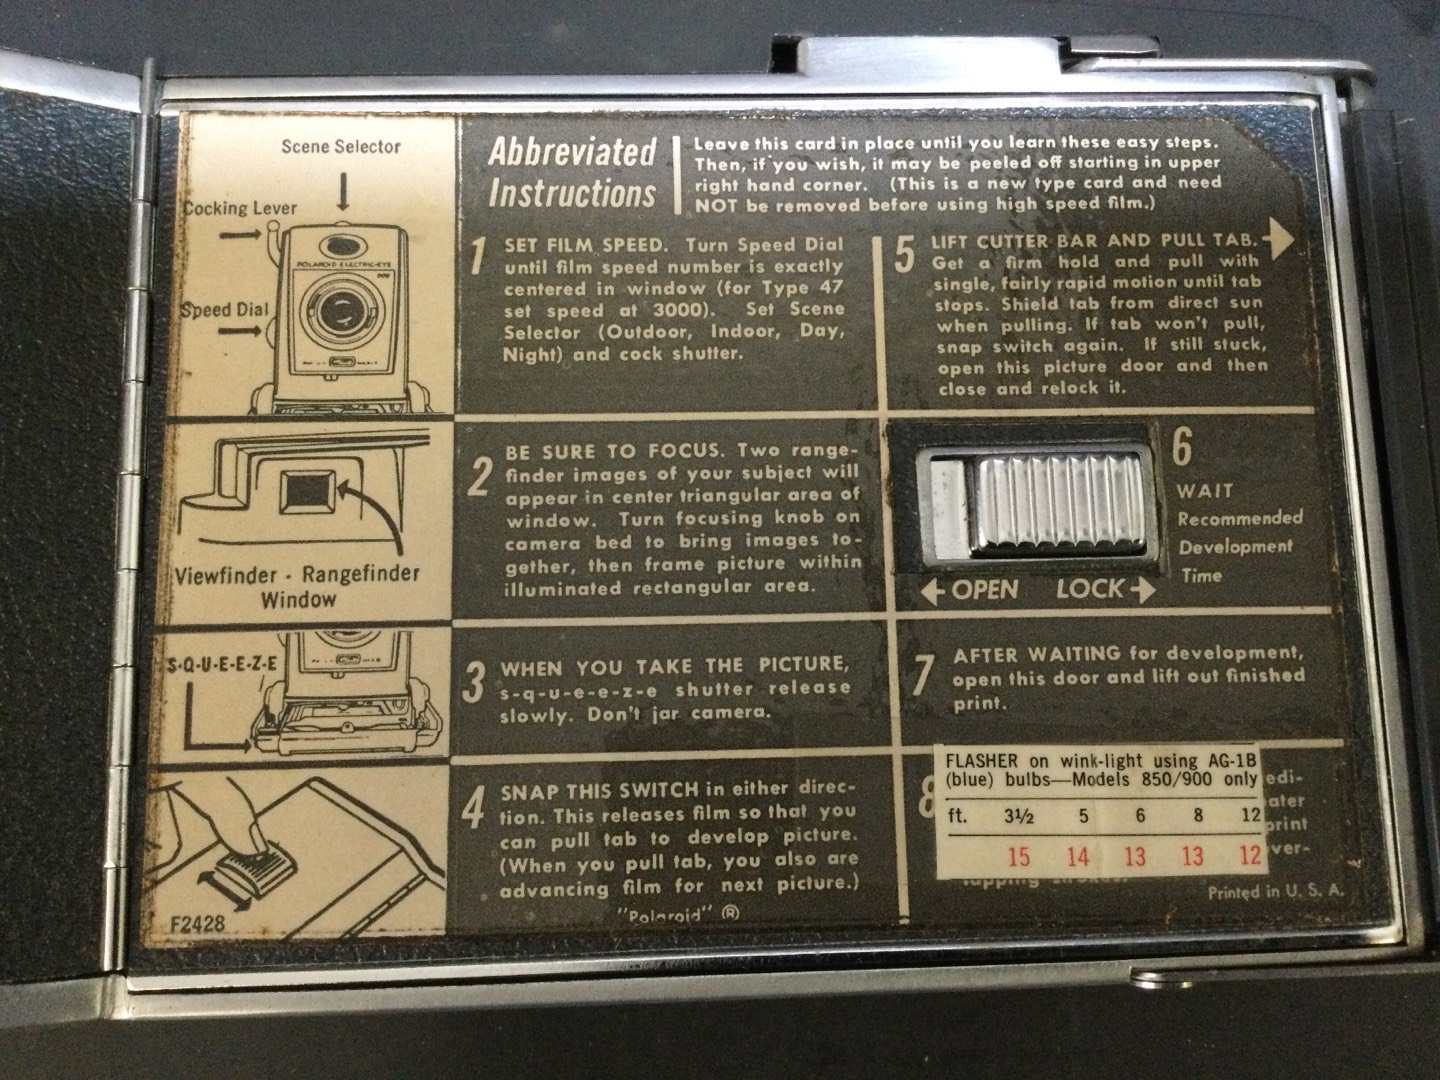 Scene Selector
Cocking Lever
POLAROID ELECTRIC-EYE
900
Speed Dial
Viewfinder - Rangefinder
Window
S-Q-U-E-E-Z-E
F2428
Abbreviated
Instructions
Leave this card in place until you learn these easy steps.
Then, if you wish, it may be peeled off starting in upper
right hand corner. (This is a new type card and need
NOT be removed before using high speed film.)
1
SET FILM SPEED. Turn Speed Dial
until film speed number is exactly
centered in window (for Type 47
set speed at 3000). Set Scene
Selector (Outdoor, Indoor, Day,
Night) and cock shutter.
2
BE SURE TO FOCUS. Two range-
finder images of your subject will
appear in center triangular area of
window. Turn focusing knob on
camera bed to bring images to-
gether, then frame picture within
illuminated rectangular area.
3
WHEN YOU TAKE THE PICTURE,
s-q-u-e-e-z-e shutter release
slowly. Don't jar camera.
4
SNAP THIS SWITCH in either direc-
tion. This releases film so that you
can pull tab to develop picture.
(When you pull tab, you also are
advancing film for next picture.)
"Polaroid" ®
5
LIFT CUTTER BAR AND PULL TAB.
Get a firm hold and pull with
single, fairly rapid motion until tab
stops. Shield tab from direct sun
when pulling. If tab won't pull,
snap switch again. If still stuck,
open this picture door and then
close and relock it.
6
WAIT
Recommended
Development
Time
OPEN LOCK
7
AFTER WAITING for development,
open this door and lift out finished
print.
8
FLASHER on wink-light using AG-1B
(blue) bulbs—Models 850/900 only
ft. 3½ 5 6 8 12
15 14 13 13 12
print
Printed in U. S. A.